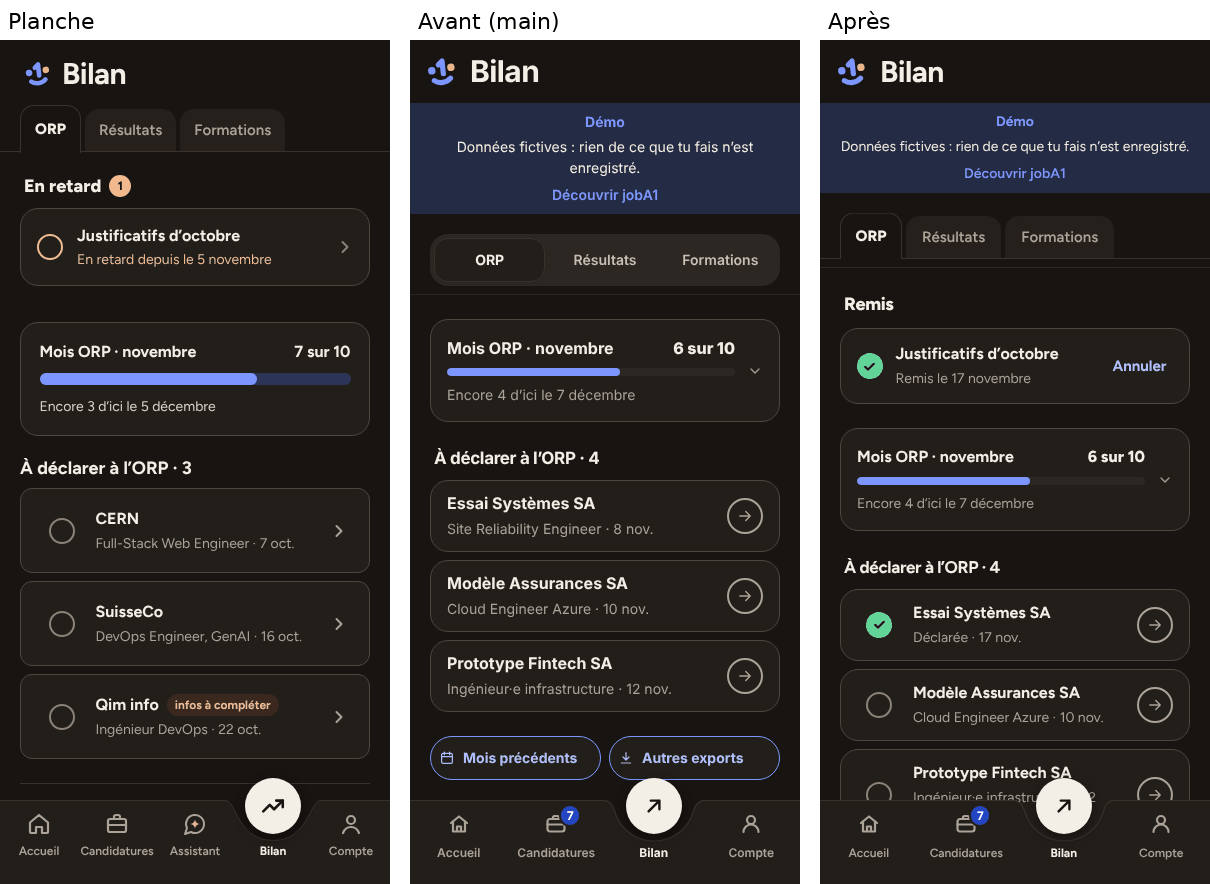 Planche
Bilan
ORP
Résultats
Formations
En retard 1
Justificatifs d’octobre
En retard depuis le 5 novembre
Mois ORP · novembre
7 sur 10
Encore 3 d’ici le 5 décembre
À déclarer à l’ORP · 3
CERN
Full-Stack Web Engineer · 7 oct.
SuisseCo
DevOps Engineer, GenAI · 16 oct.
Qim info
infos à compléter
Ingénieur DevOps · 22 oct.
Accueil
Candidatures
Assistant
Bilan
Compte
Avant (main)
Bilan
Démo
Données fictives : rien de ce que tu fais n’est
enregistré.
Découvrir jobA1
ORP
Résultats
Formations
Mois ORP · novembre
6 sur 10
Encore 4 d’ici le 7 décembre
À déclarer à l’ORP · 4
Essai Systèmes SA
Site Reliability Engineer · 8 nov.
Modèle Assurances SA
Cloud Engineer Azure · 10 nov.
Prototype Fintech SA
Ingénieur·e infrastructure · 12 nov.
Mois précédents
Autres exports
Accueil
7
Candidatures
Bilan
Compte
Après
Bilan
Démo
Données fictives : rien de ce que tu fais n’est enregistré.
Découvrir jobA1
ORP
Résultats
Formations
Remis
Justificatifs d’octobre
Remis le 17 novembre
Annuler
Mois ORP · novembre
6 sur 10
Encore 4 d’ici le 7 décembre
À déclarer à l’ORP · 4
Essai Systèmes SA
Déclarée · 17 nov.
Modèle Assurances SA
Cloud Engineer Azure · 10 nov.
Prototype Fintech SA
Ingénieur·e
Accueil
7
Candidatures
Bilan
Compte